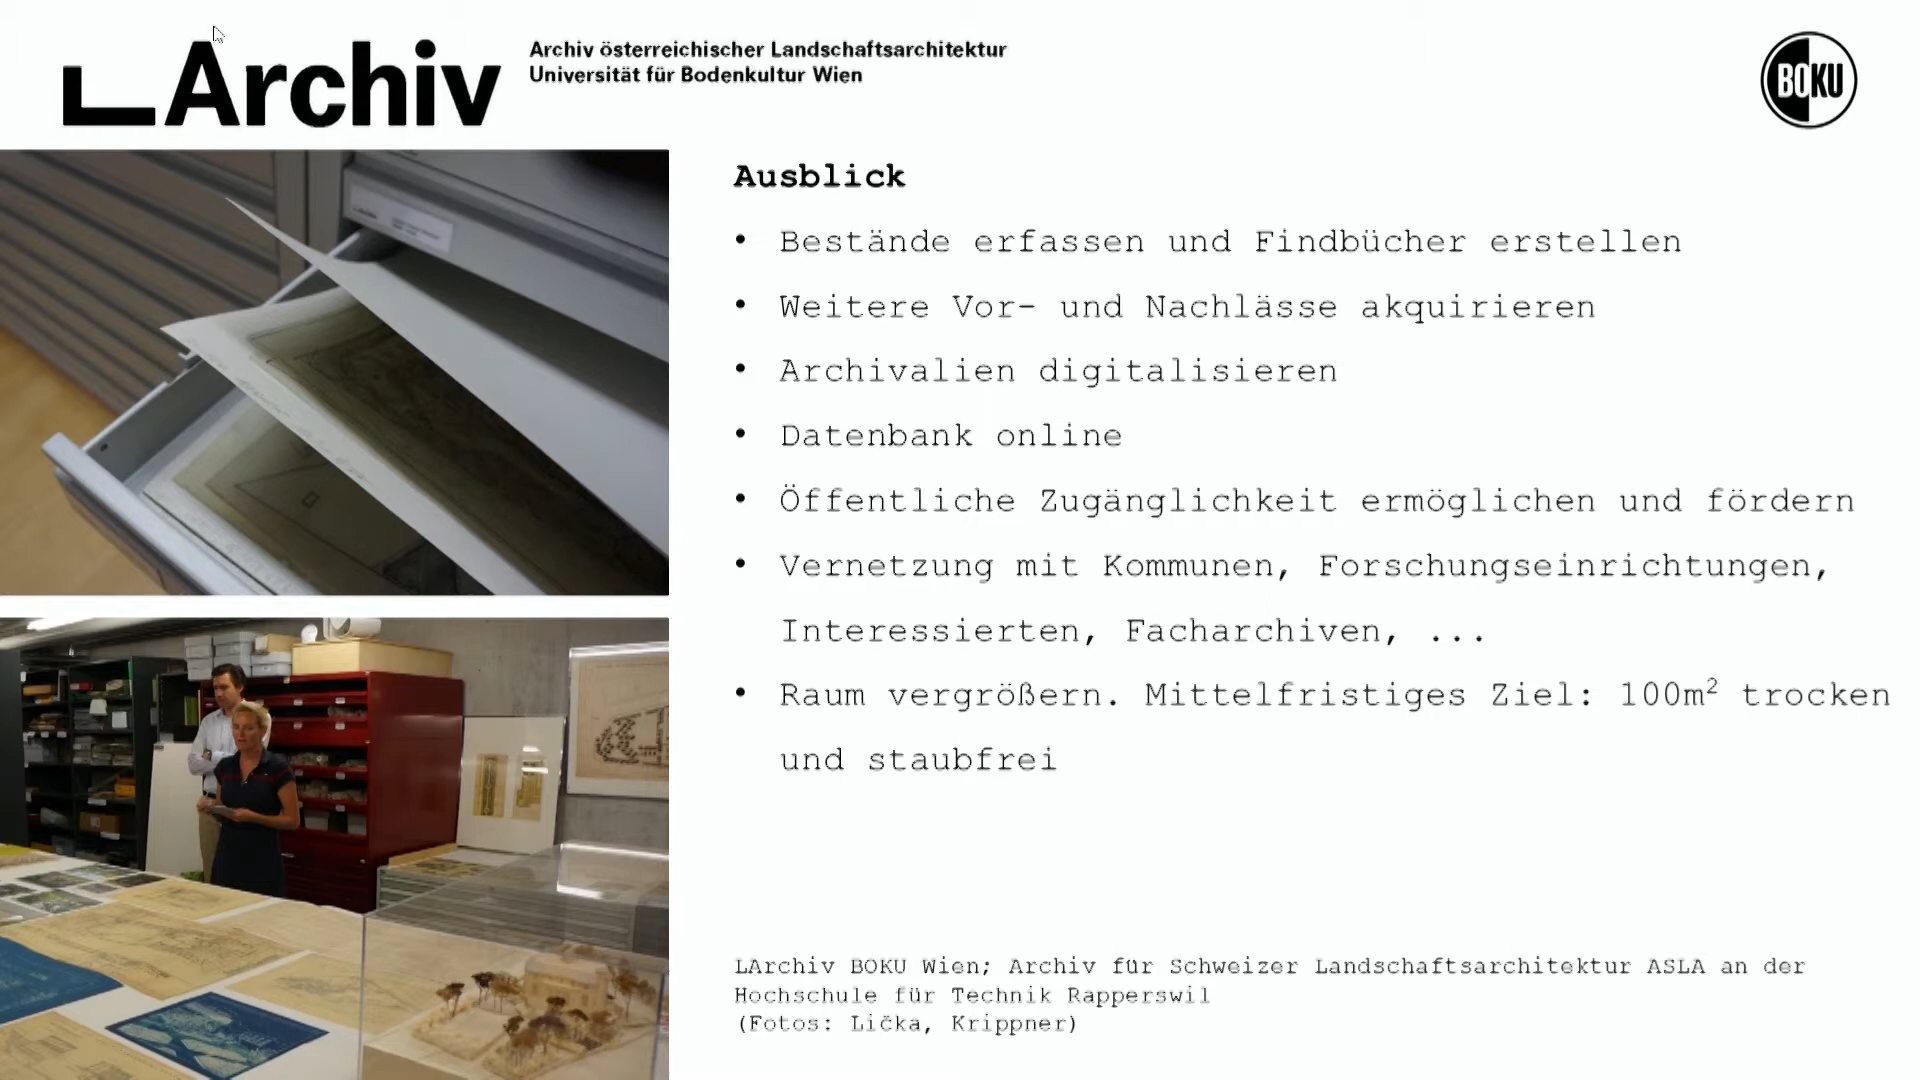 LArchiv
Archiv österreichischer Landschaftsarchitektur
Universität für Bodenkultur Wien
BOKU
Ausblick
• Bestände erfassen und Findbücher erstellen
• Weitere Vor- und Nachlässe akquirieren
• Archivalien digitalisieren
• Datenbank online
• Öffentliche Zugänglichkeit ermöglichen und fördern
• Vernetzung mit Kommunen, Forschungseinrichtungen,
Interessierten, Facharchiven, ...
• Raum vergrößern. Mittelfristiges Ziel: 100m² trocken
und staubfrei
LArchiv BOKU Wien; Archiv für Schweizer Landschaftsarchitektur ASLA an der
Hochschule für Technik Rapperswil
(Fotos: Lička, Krippner)